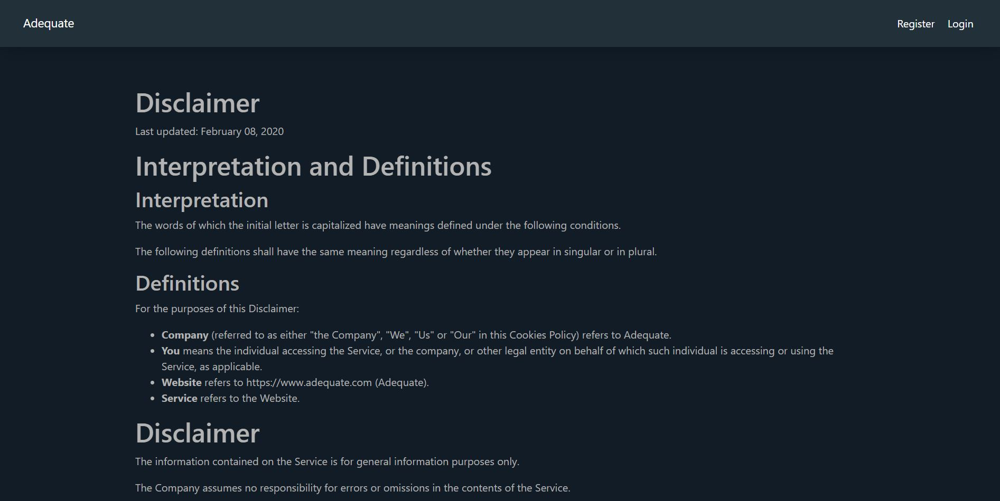 Adequate
Register Login
Disclaimer
Last updated: February 08, 2020
Interpretation and Definitions
Interpretation
The words of which the initial letter is capitalized have meanings defined under the following conditions.
The following definitions shall have the same meaning regardless of whether they appear in singular or in plural.
Definitions
For the purposes of this Disclaimer:
• Company (referred to as either "the Company", "We", "Us" or "Our" in this Cookies Policy) refers to Adequate.
• You means the individual accessing the Service, or the company, or other legal entity on behalf of which such individual is accessing or using the
Service, as applicable.
• Website refers to https://www.adequate.com (Adequate).
• Service refers to the Website.
Disclaimer
The information contained on the Service is for general information purposes only.
The Company assumes no responsibility for errors or omissions in the contents of the Service.